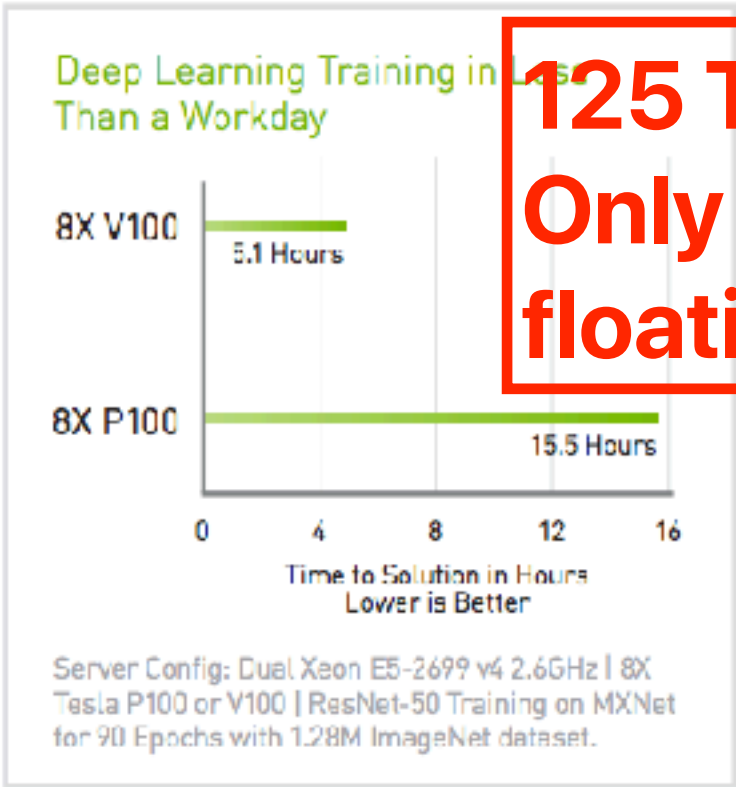 Deep Learning Training in Less
Than a Workday
125 T
Only
floati
8X V100
5.1 Hours
8X P100
15.5 Hours
0 4 8 12 16
Time to Solution in Hours
Lower is Better
Server Config: Dual Xeon E5-2699 v4 2.6GHz | 8X
Tesla P100 or V100 | ResNet-50 Training on MXNet
for 90 Epochs with 1.28M ImageNet dataset.